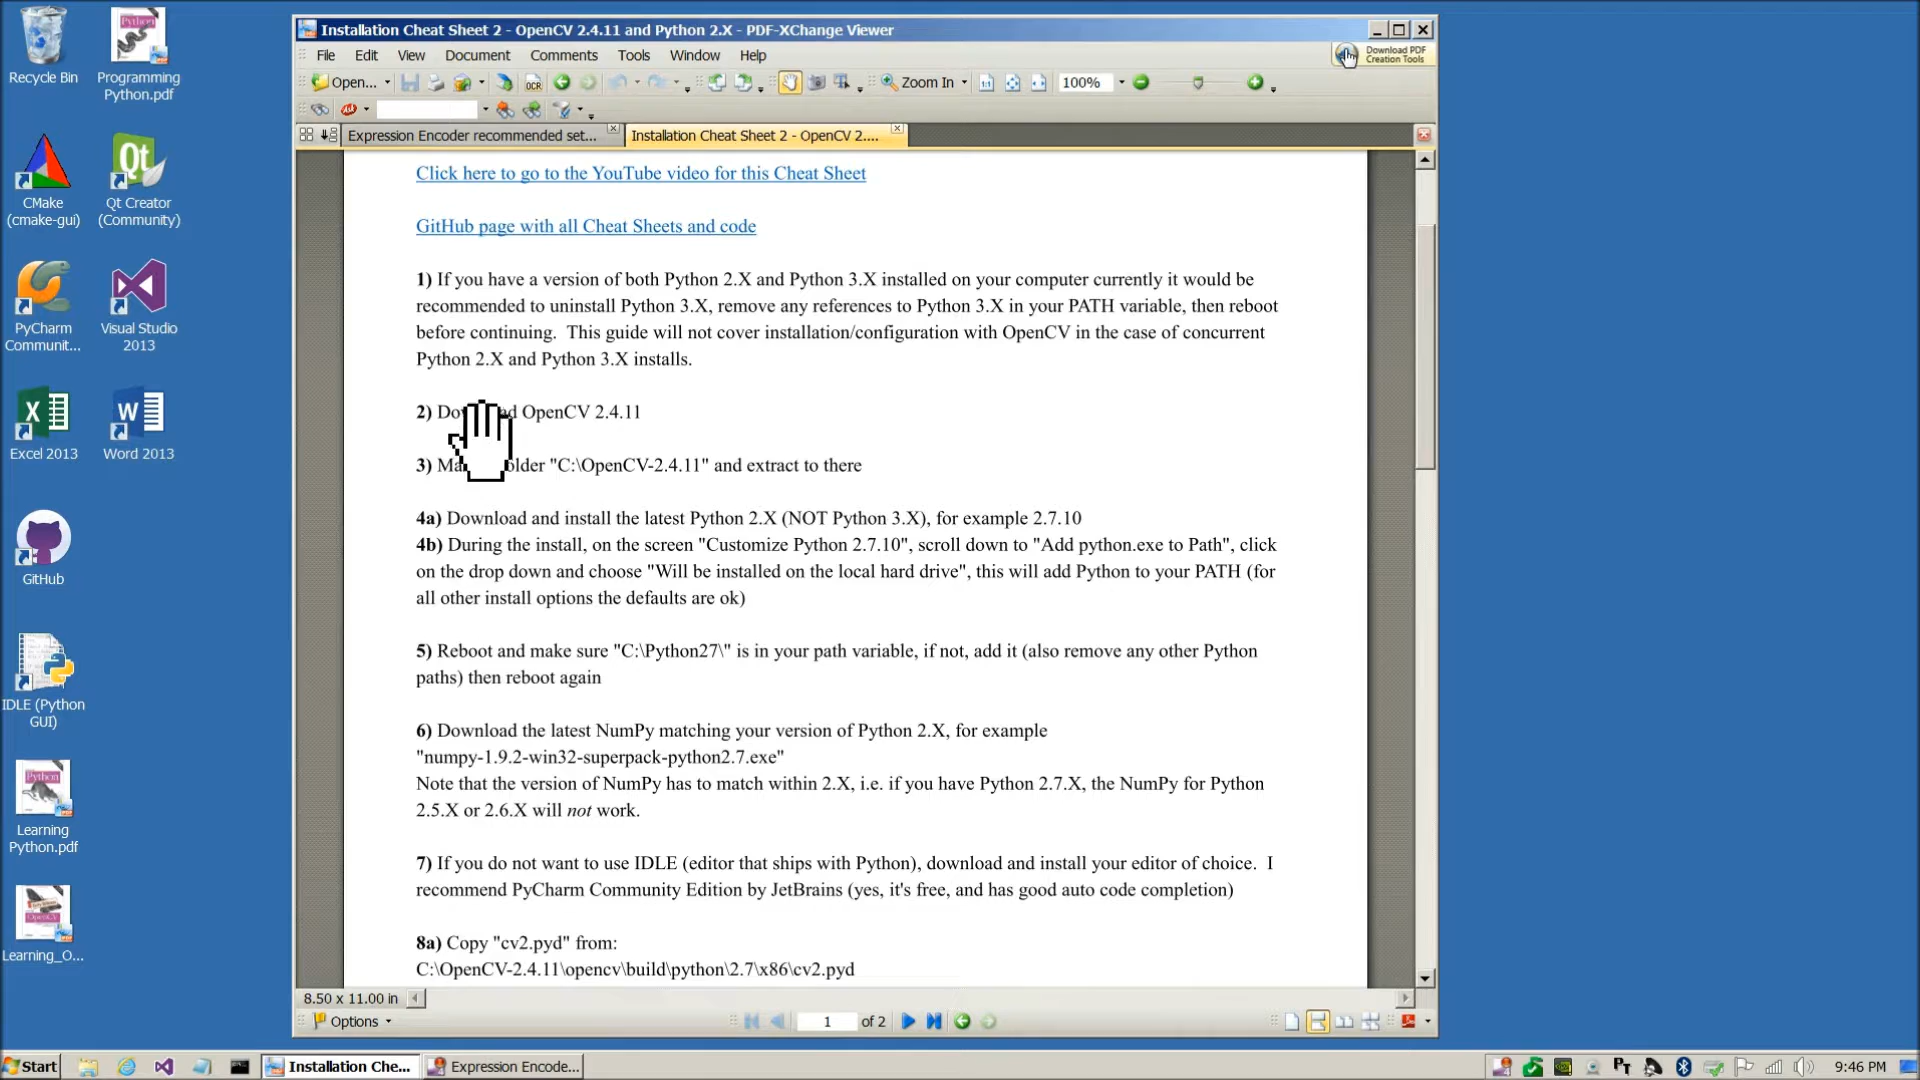 Recycle Bin
Programming
Python.pdf
CMake
(cmake-gui)
Qt Creator
(Community)
PyCharm
Communit...
Visual Studio
2013
Excel 2013
Word 2013
GitHub
IDLE (Python
GUI)
Learning
Python.pdf
Learning_O...
Installation Cheat Sheet 2 - OpenCV 2.4.11 and Python 2.X - PDF-XChange Viewer
File Edit View Document Comments Tools Window Help
Download PDF
Creation Tools
Open... OCR Zoom In 100%
Expression Encoder recommended set... Installation Cheat Sheet 2 - OpenCV 2....
Click here to go to the YouTube video for this Cheat Sheet
GitHub page with all Cheat Sheets and code
1) If you have a version of both Python 2.X and Python 3.X installed on your computer currently it would be
recommended to uninstall Python 3.X, remove any references to Python 3.X in your PATH variable, then reboot
before continuing. This guide will not cover installation/configuration with OpenCV in the case of concurrent
Python 2.X and Python 3.X installs.
2) OpenCV 2.4.11
3) "C:\OpenCV-2.4.11" and extract to there
4a) Download and install the latest Python 2.X (NOT Python 3.X), for example 2.7.10
4b) During the install, on the screen "Customize Python 2.7.10", scroll down to "Add python.exe to Path", click
on the drop down and choose "Will be installed on the local hard drive", this will add Python to your PATH (for
all other install options the defaults are ok)
5) Reboot and make sure "C:\Python27\" is in your path variable, if not, add it (also remove any other Python
paths) then reboot again
6) Download the latest NumPy matching your version of Python 2.X, for example
"numpy-1.9.2-win32-superpack-python2.7.exe"
Note that the version of NumPy has to match within 2.X, i.e. if you have Python 2.7.X, the NumPy for Python
2.5.X or 2.6.X will not work.
7) If you do not want to use IDLE (editor that ships with Python), download and install your editor of choice. I
recommend PyCharm Community Edition by JetBrains (yes, it's free, and has good auto code completion)
8a) Copy "cv2.pyd" from:
C:\OpenCV-2.4.11\opencv\build\python\2.7\x86\cv2.pyd
8.50 x 11.00 in
Options 1 of 2
Start Installation Che... Expression Encode... 9:46 PM